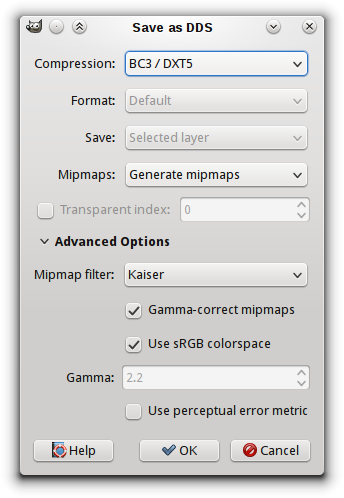 Save as DDS
Compression: BC3 / DXT5
Format: Default
Save: Selected layer
Mipmaps: Generate mipmaps
Transparent index: 0
Advanced Options
Mipmap filter: Kaiser
Gamma-correct mipmaps
Use sRGB colorspace
Gamma: 2.2
Use perceptual error metric
Help OK Cancel